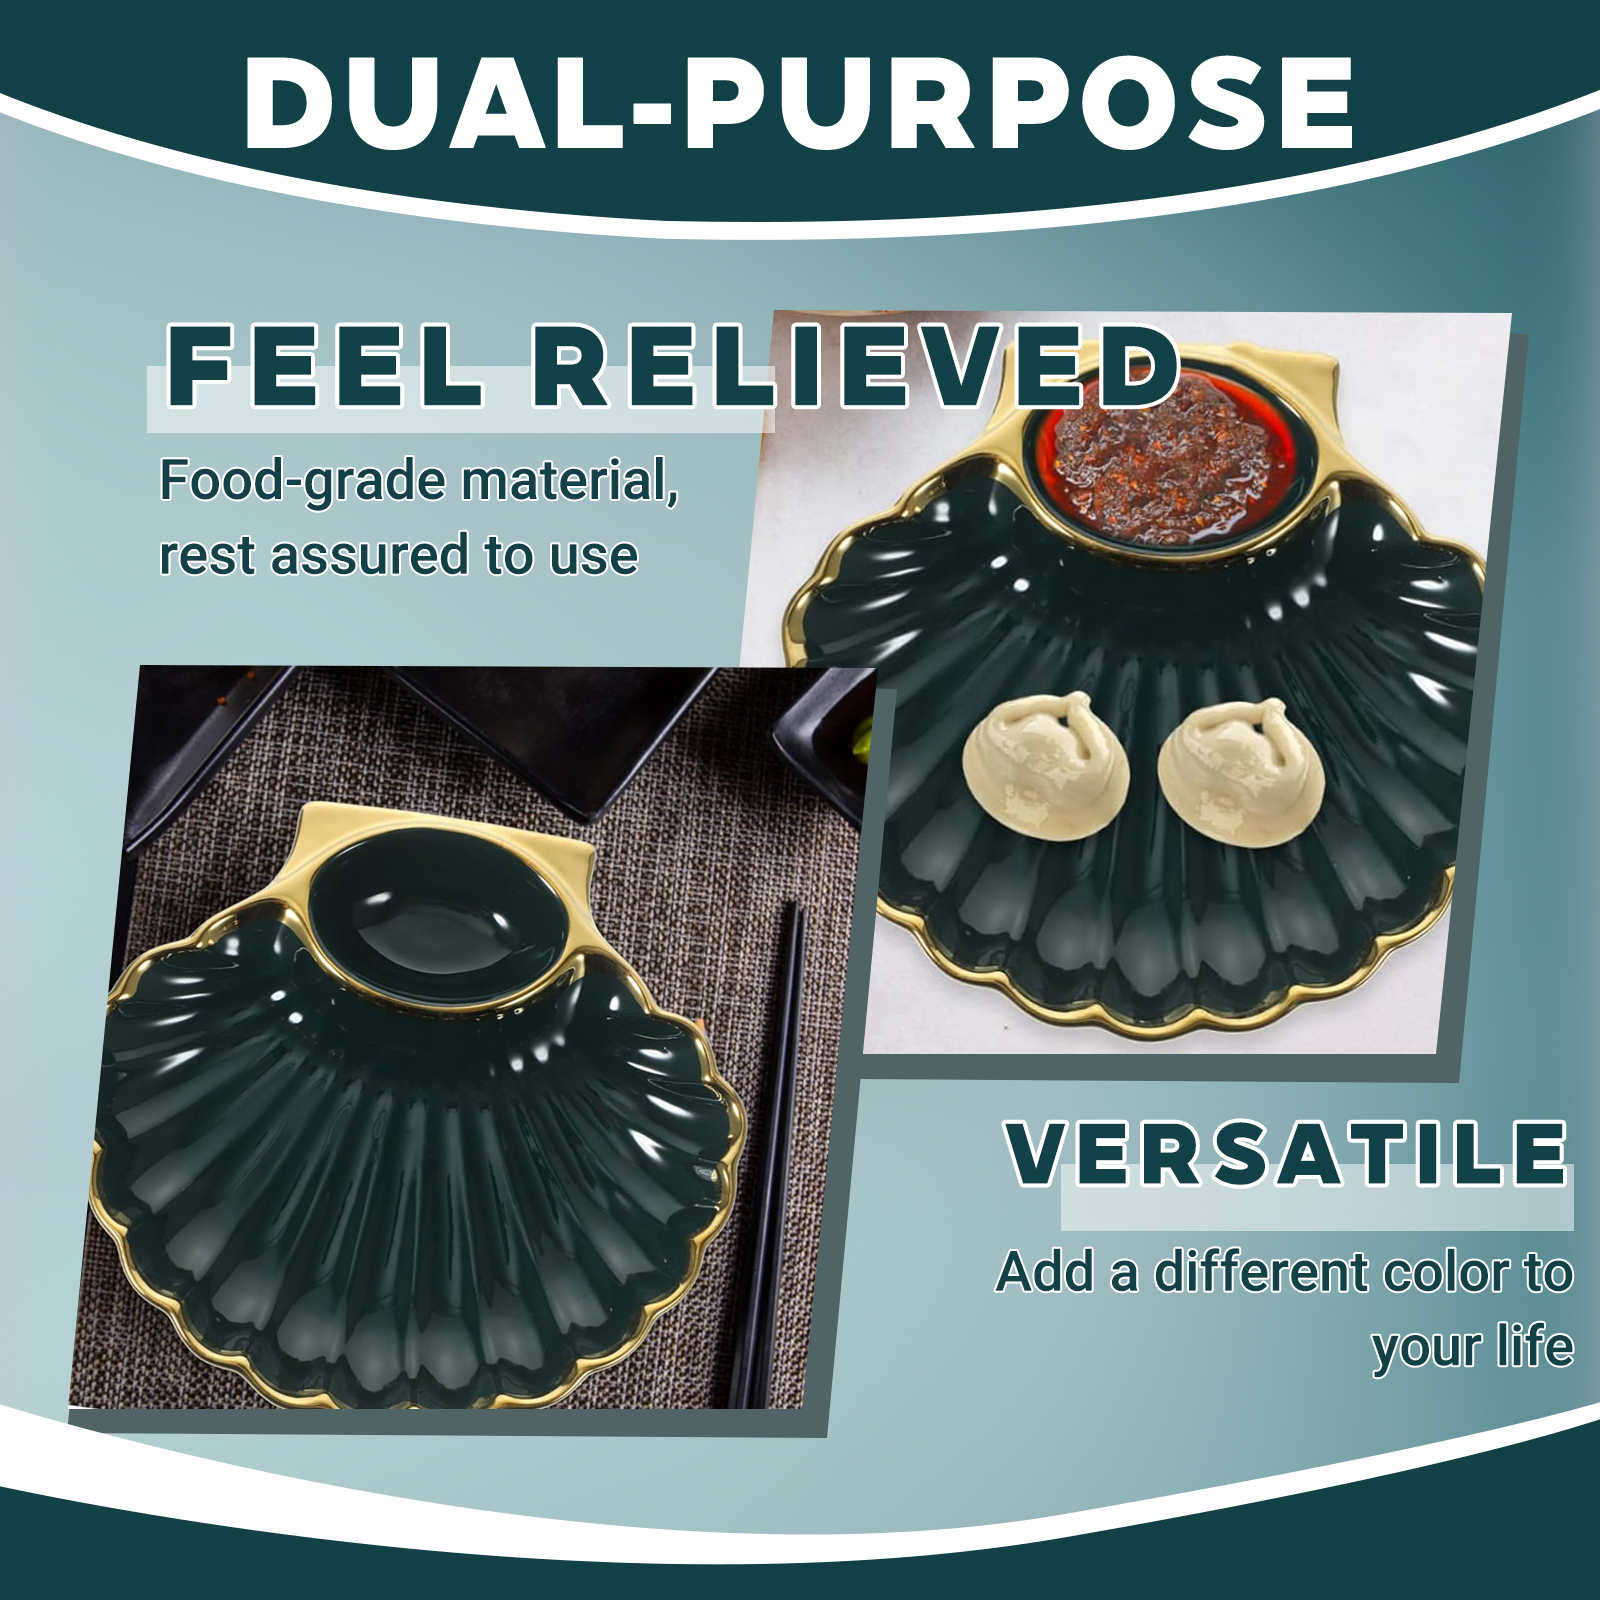 DUAL-PURPOSE
FEEL RELIEVED
Food-grade material,
rest assured to use
VERSATILE
Add a different color to
your life